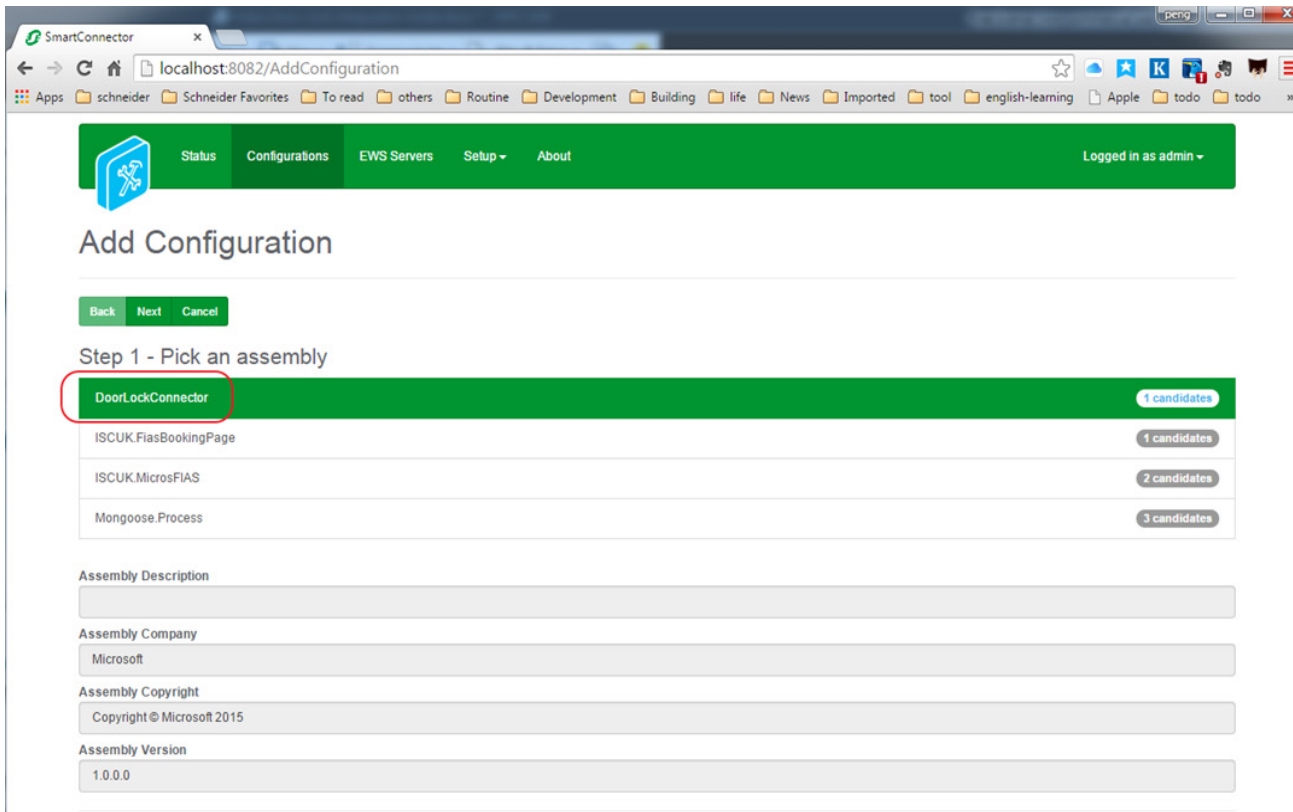 peng
SmartConnector
localhost:8082/AddConfiguration
Apps schneider Schneider Favorites To read others Routine Development Building life News Imported tool english-learning Apple todo todo »
Status Configurations EWS Servers Setup About Logged in as admin
Add Configuration
Back Next Cancel
Step 1 - Pick an assembly
DoorLockConnector 1 candidates
ISCUK.FiasBookingPage 1 candidates
ISCUK.MicrosFIAS 2 candidates
Mongoose.Process 3 candidates
Assembly Description
Assembly Company
Microsoft
Assembly Copyright
Copyright © Microsoft 2015
Assembly Version
1.0.0.0